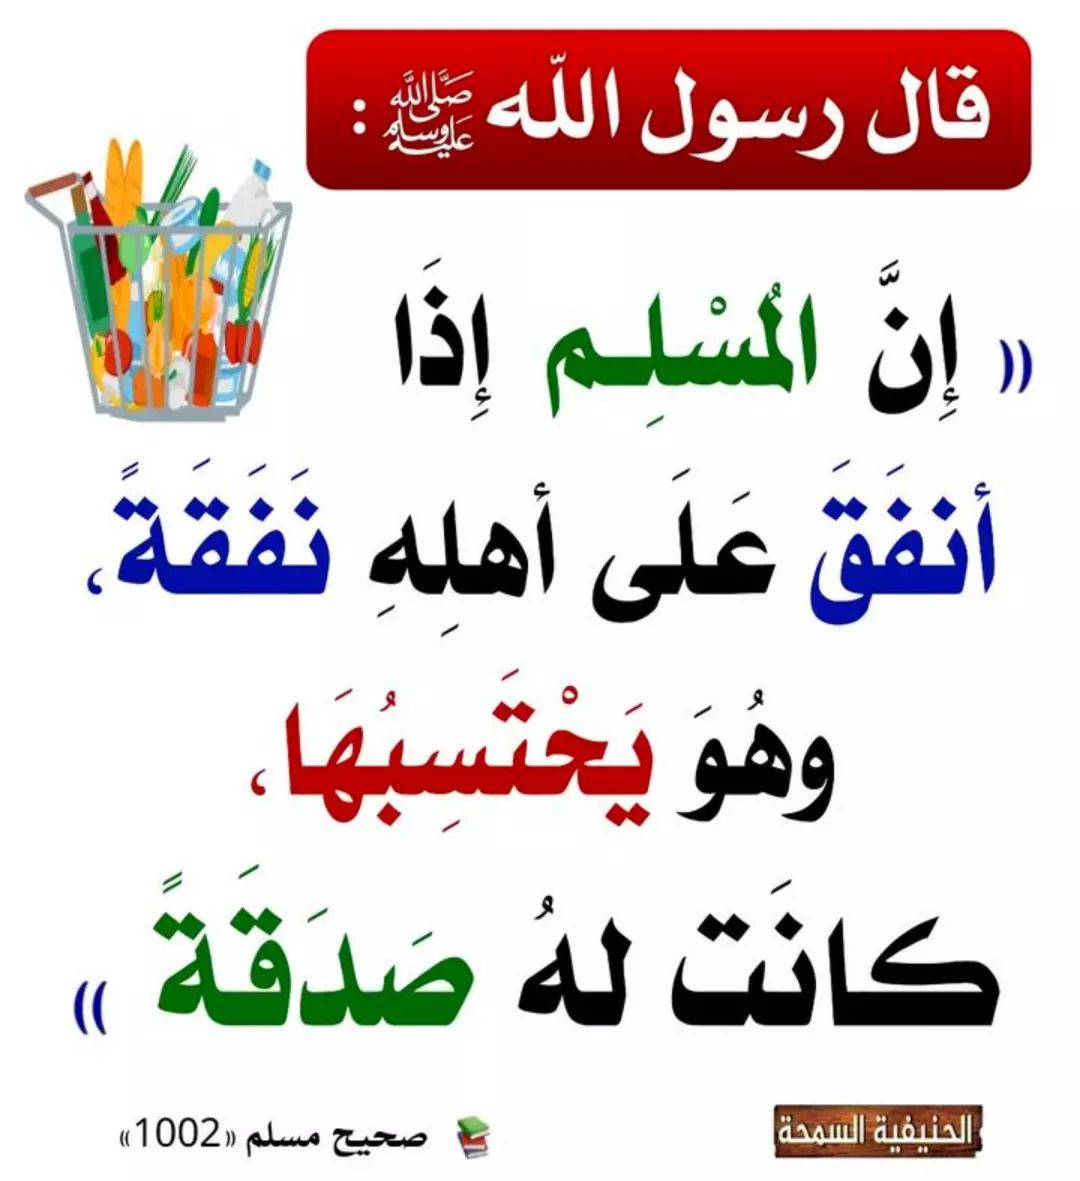 قال رسول الله ﷺ :
(( إِنَّ المُسْلِم إِذَا
أنفَقَ عَلَى أهلِهِ نَفَقَةً،
وهُوَ يَحْتَسِبُهَا،
كانَت لهُ صَدَقَةً ))
صحيح مسلم «1002»
الحنيفية السمحة